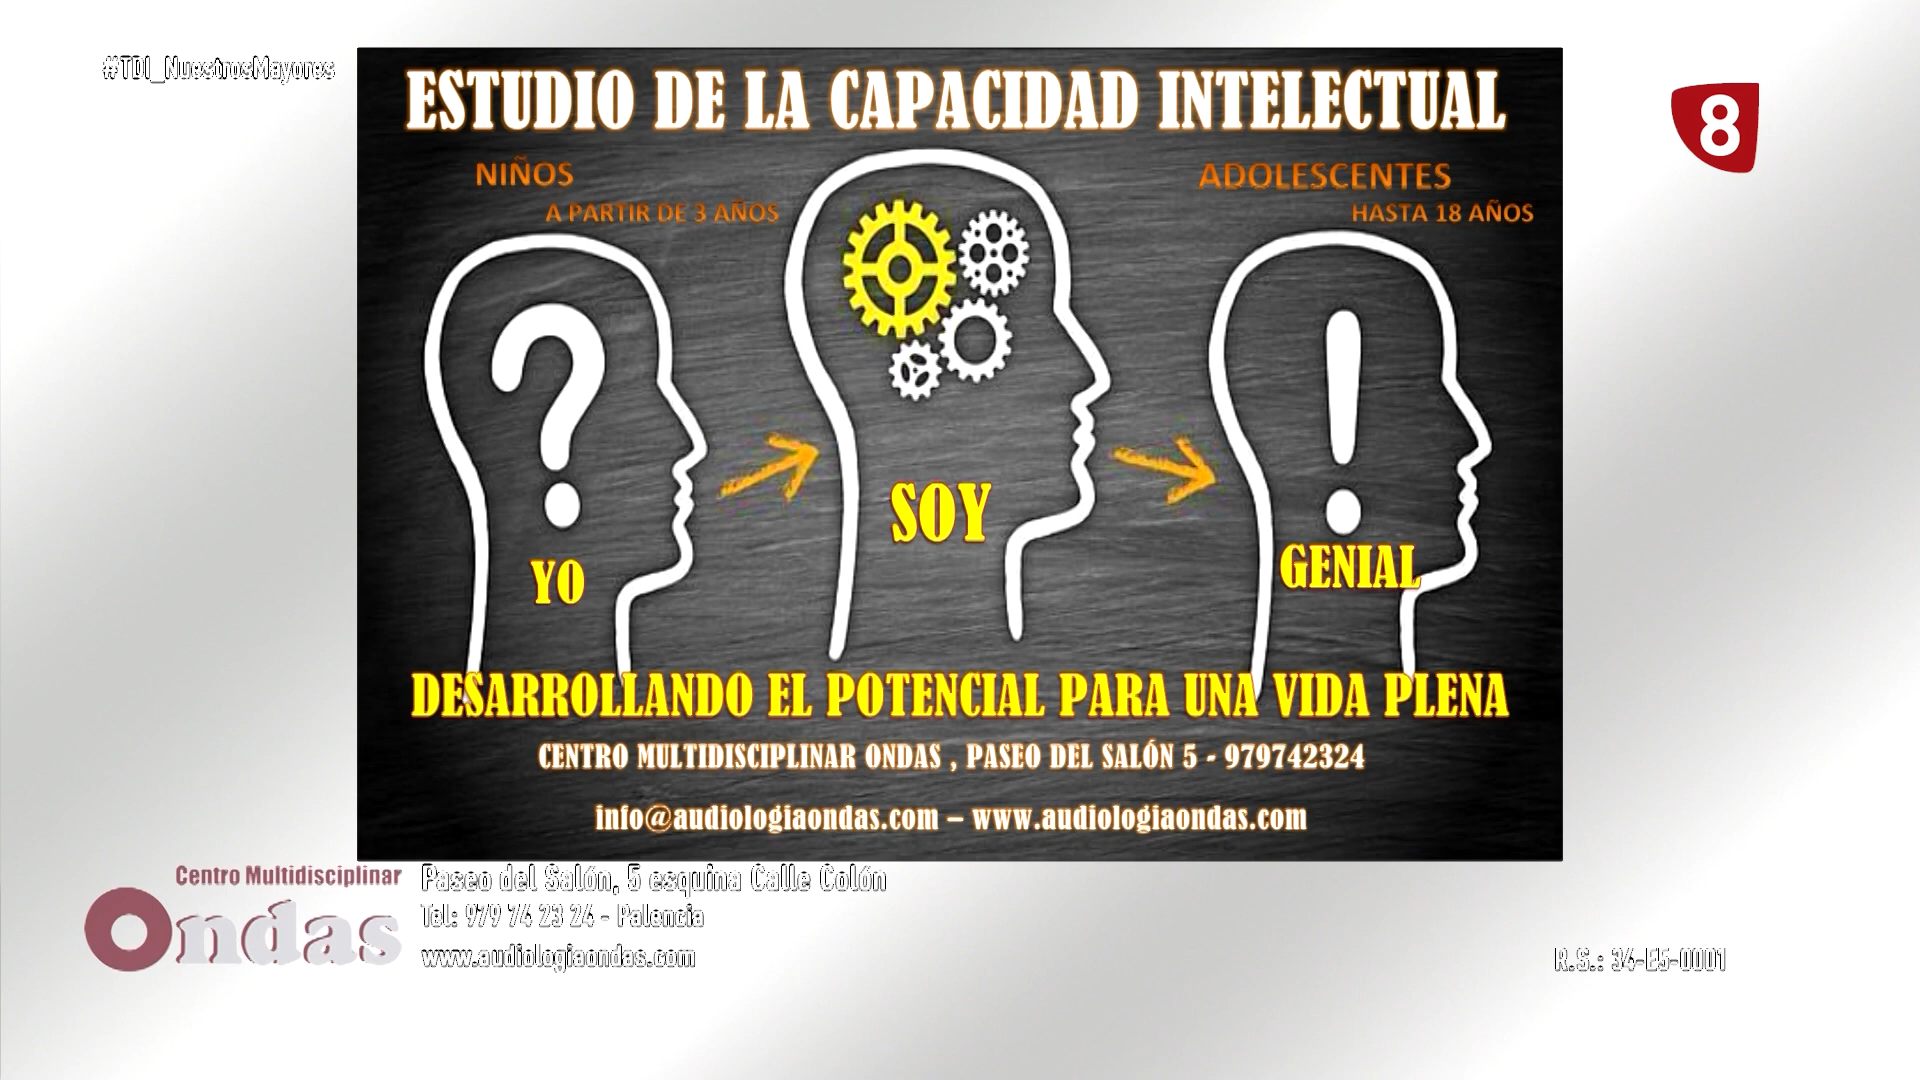 #TDI_NuestrosMayores
8
ESTUDIO DE LA CAPACIDAD INTELECTUAL
NIÑOS
A PARTIR DE 3 AÑOS
ADOLESCENTES
HASTA 18 AÑOS
?
!
YO
SOY
GENIAL
DESARROLLANDO EL POTENCIAL PARA UNA VIDA PLENA
CENTRO MULTIDISCIPLINAR ONDAS , PASEO DEL SALÓN 5 - 979742324
info@audiologiaondas.com – www.audiologiaondas.com
Centro Multidisciplinar
Ondas
Paseo del Salón, 5 esquina Calle Colón
Tel: 979 74 23 24 - Palencia
www.audiologiaondas.com
R.S.: 34-E5-0001